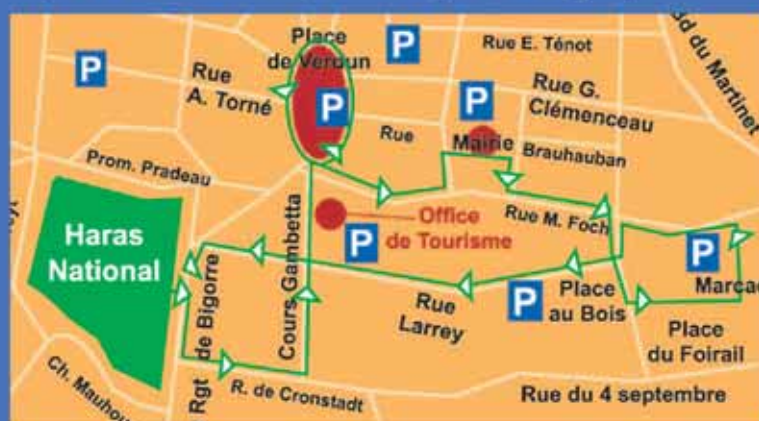 Place
de Verdun
P
P
P
P
Rue
A. Torné
Rue E. Ténot
Bd du Martinet
Rue G.
Clémenceau
Rue
Mairie
Brauhauban
Prom. Pradeau
Haras
National
Office
de Tourisme
P
Rue M. Foch
P
Rgt de Bigorre
Cours Gambetta
Rue
Larrey
P
Place
au Bois
Place
du Foirail
Ch.
R. de Cronstadt
Rue du 4 septembre